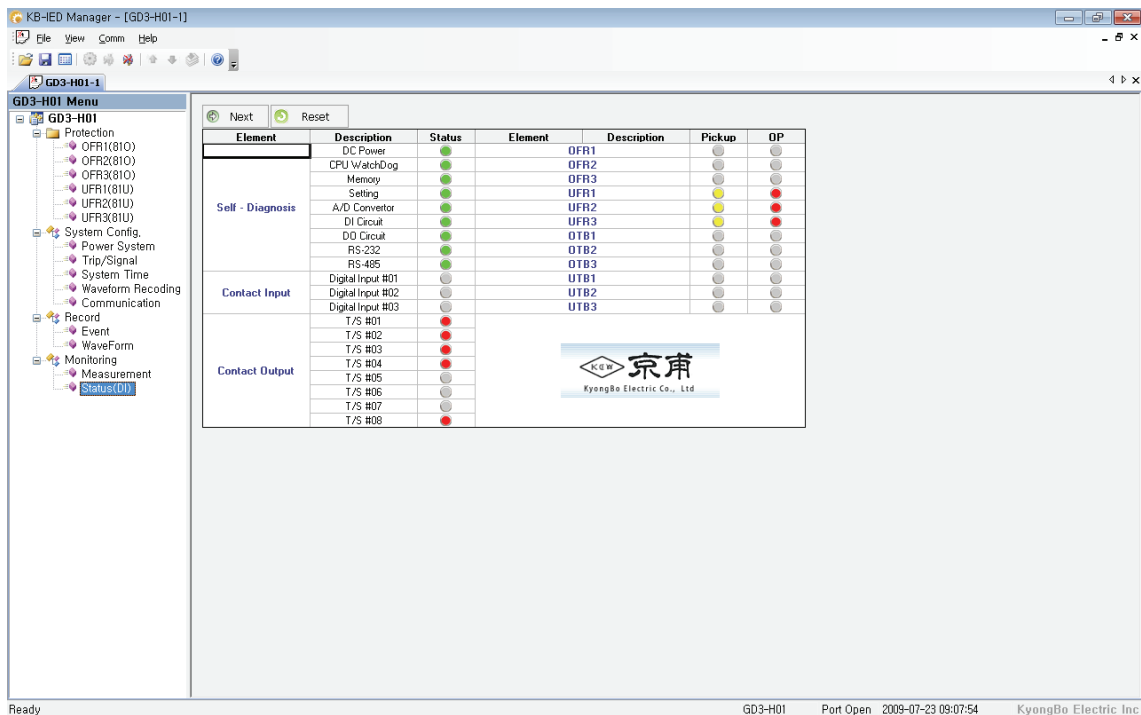 KB-IED Manager - [GD3-H01-1]
File View Comm Help
GD3-H01-1
GD3-H01 Menu
GD3-H01
Protection
OFR1(81O)
OFR2(81O)
OFR3(81O)
UFR1(81U)
UFR2(81U)
UFR3(81U)
System Config.
Power System
Trip/Signal
System Time
Waveform Recoding
Communication
Record
Event
WaveForm
Monitoring
Measurement
Status(DI)
Next Reset
Element Description Status Element Description Pickup OP
DC Power OFR1
CPU WatchDog OFR2
Memory OFR3
Setting UFR1
Self - Diagnosis A/D Convertor UFR2
DI Circuit UFR3
DO Circuit OTB1
RS-232 OTB2
RS-485 OTB3
Digital Input #01 UTB1
Contact Input Digital Input #02 UTB2
Digital Input #03 UTB3
T/S #01
T/S #02
T/S #03
T/S #04
Contact Output
T/S #05
T/S #06
T/S #07
T/S #08
KEW 京甫
KyongBo Electric Co., Ltd
Ready GD3-H01 Port Open 2009-07-23 09:07:54 KyongBo Electric Inc